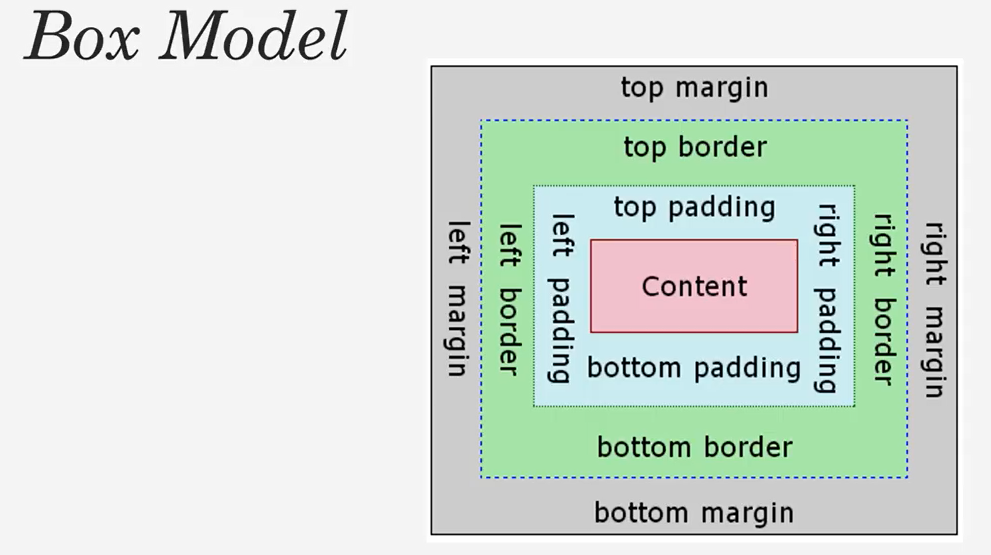 Box Model
top margin
top border
top padding
left margin
left border
left padding
Content
right padding
right border
right margin
bottom padding
bottom border
bottom margin